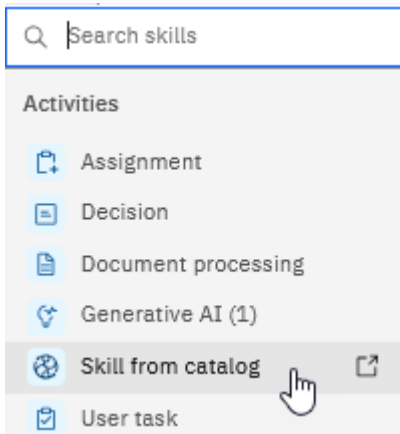 Search skills
Activities
Assignment
Decision
Document processing
Generative AI (1)
Skill from catalog
User task